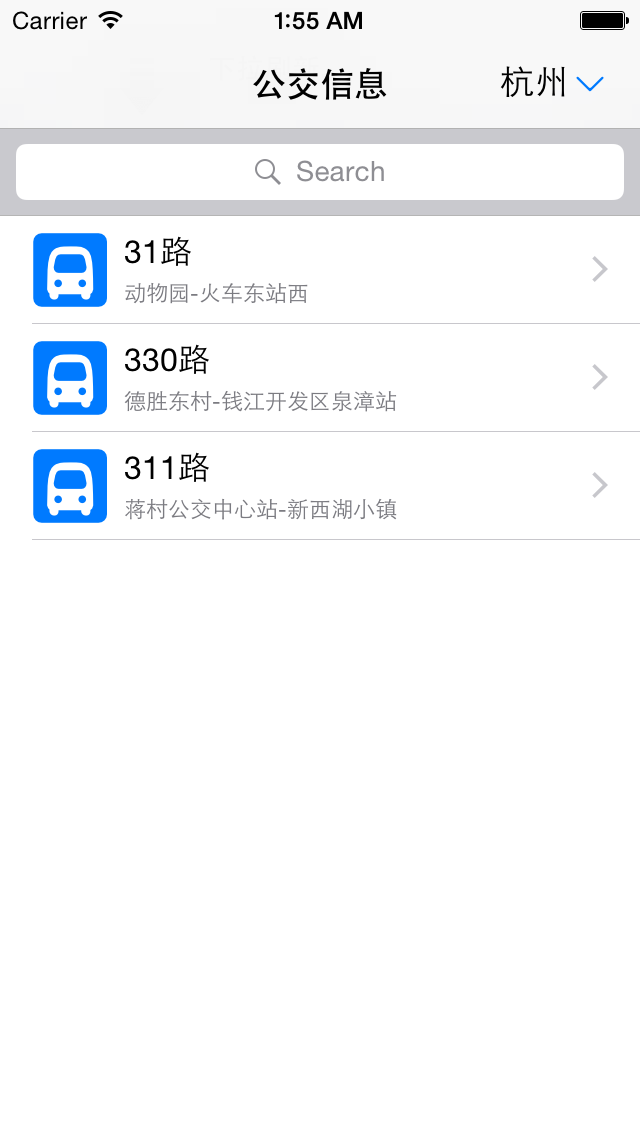 Carrier 1:55 AM
公交信息 杭州
Search
31路
动物园-火车东站西
330路
德胜东村-钱江开发区泉漳站
311路
蒋村公交中心站-新西湖小镇